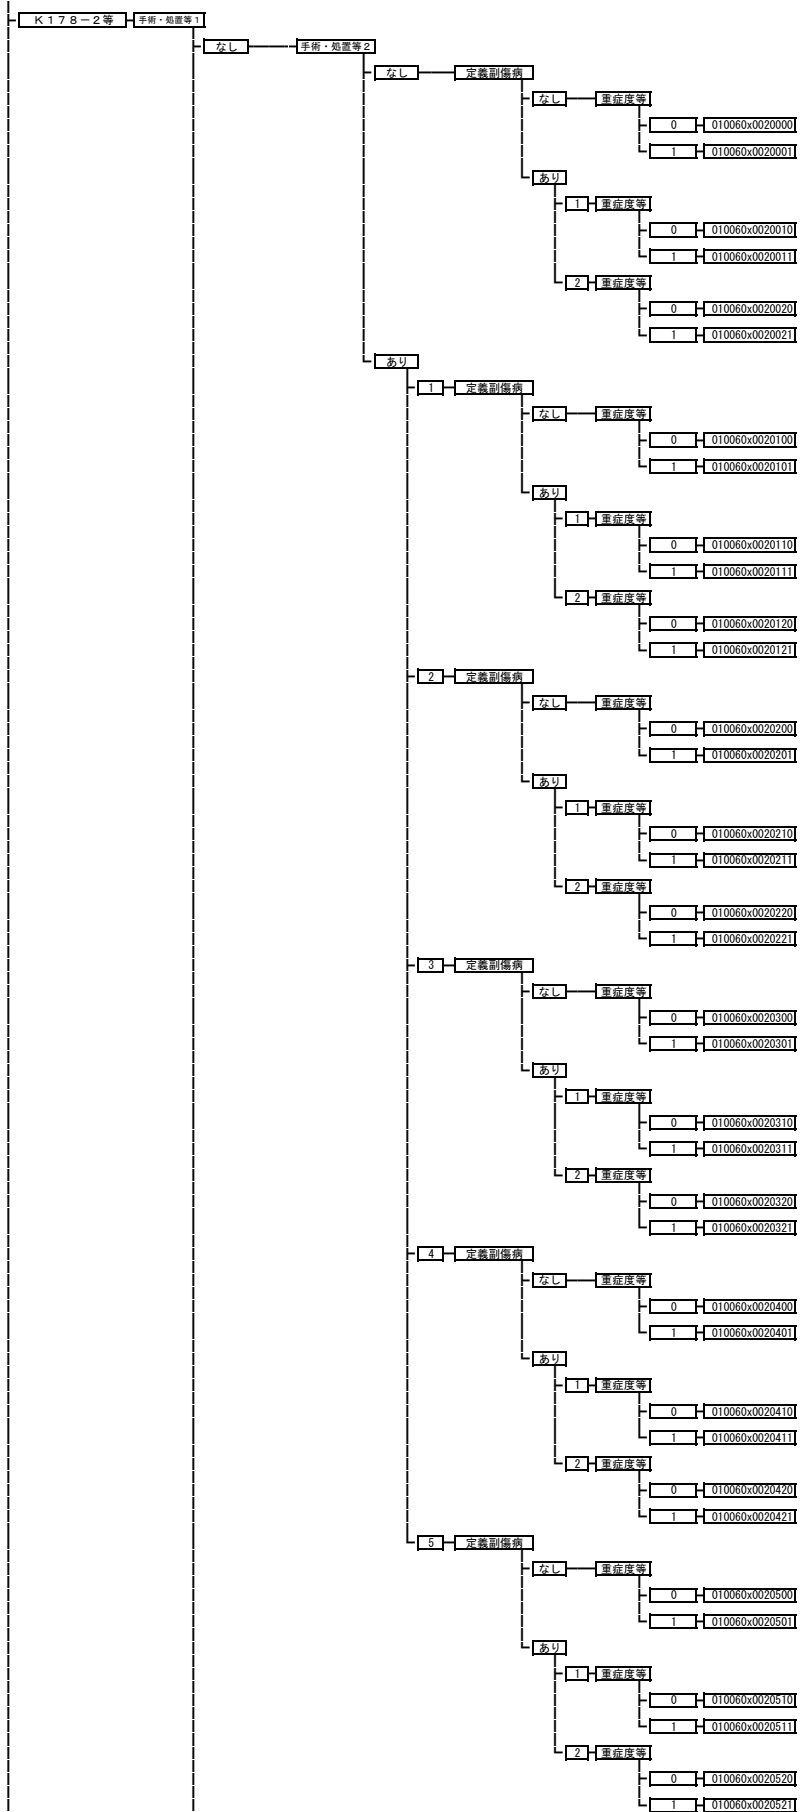 K178-2等 手術・処置等1
なし 手術・処置等2
なし 定義副傷病
なし 重症度等
0 010060x0020000
1 010060x0020001
あり
1 重症度等
0 010060x0020010
1 010060x0020011
2 重症度等
0 010060x0020020
1 010060x0020021
あり
1 定義副傷病
なし 重症度等
0 010060x0020100
1 010060x0020101
あり
1 重症度等
0 010060x0020110
1 010060x0020111
2 重症度等
0 010060x0020120
1 010060x0020121
2 定義副傷病
なし 重症度等
0 010060x0020200
1 010060x0020201
あり
1 重症度等
0 010060x0020210
1 010060x0020211
2 重症度等
0 010060x0020220
1 010060x0020221
3 定義副傷病
なし 重症度等
0 010060x0020300
1 010060x0020301
あり
1 重症度等
0 010060x0020310
1 010060x0020311
2 重症度等
0 010060x0020320
1 010060x0020321
4 定義副傷病
なし 重症度等
0 010060x0020400
1 010060x0020401
あり
1 重症度等
0 010060x0020410
1 010060x0020411
2 重症度等
0 010060x0020420
1 010060x0020421
5 定義副傷病
なし 重症度等
0 010060x0020500
1 010060x0020501
あり
1 重症度等
0 010060x0020510
1 010060x0020511
2 重症度等
0 010060x0020520
1 010060x0020521